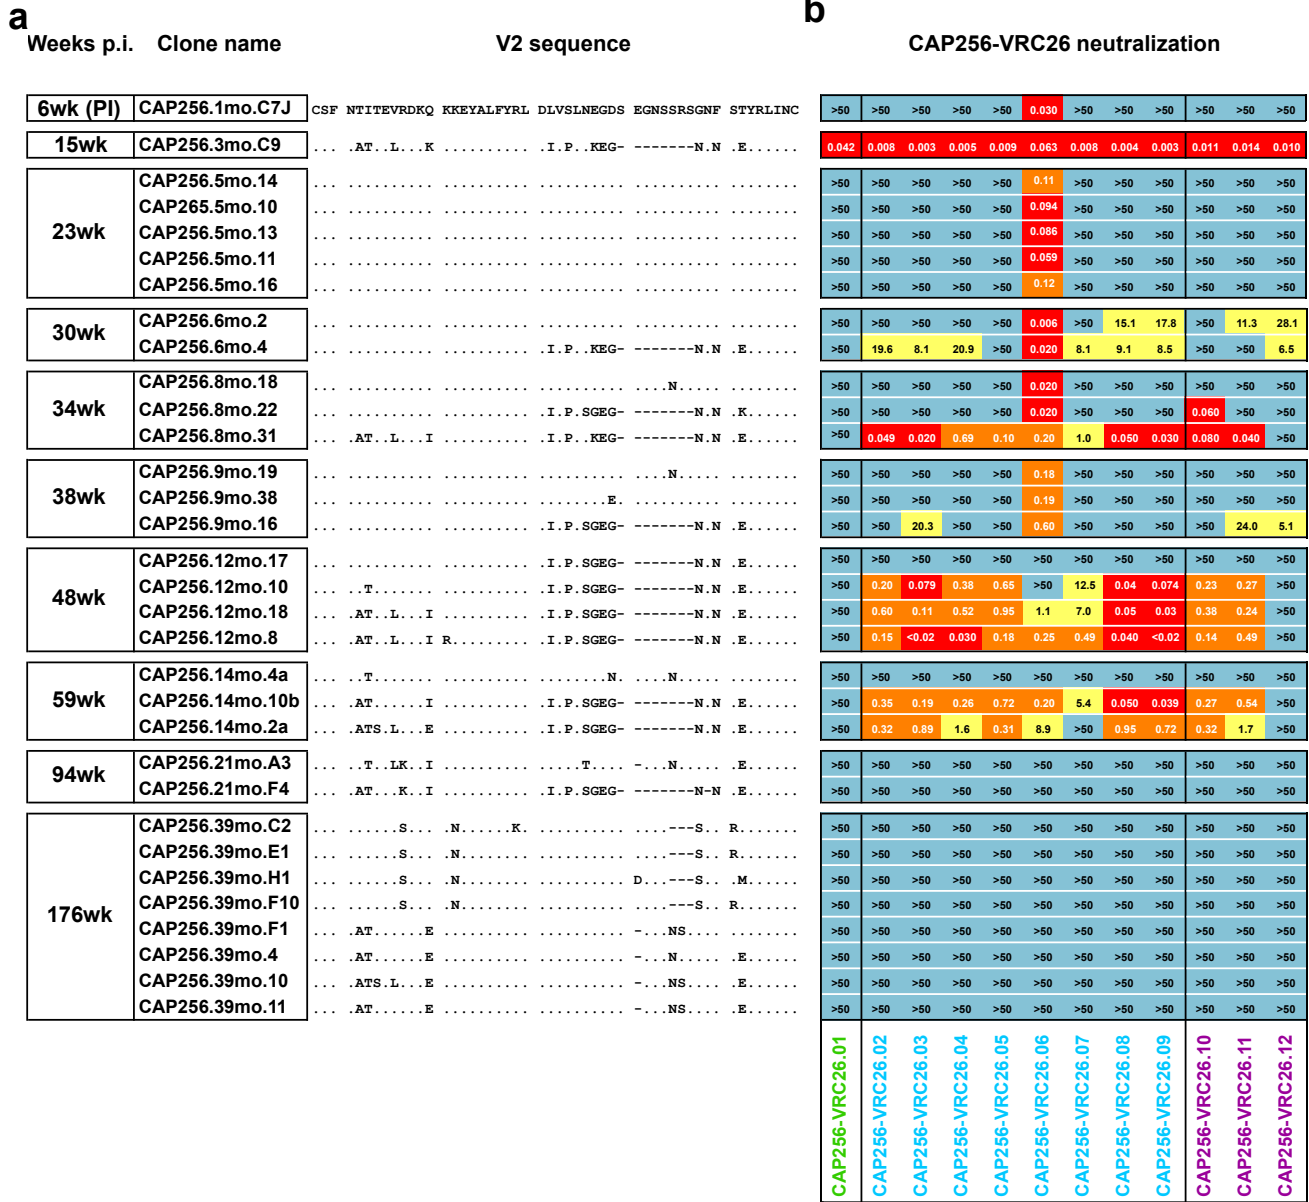 a
b
Weeks p.i. Clone name V2 sequence CAP256-VRC26 neutralization
6wk (PI) CAP256.1mo.C7J CSF NTITEVRDKQ KKEYALFYRL DLVSLNEGDS EGNSSRSGNF STYRLINC >50 >50 >50 >50 >50 0.030 >50 >50 >50 >50 >50 >50
15wk CAP256.3mo.C9 ... .AT..L...K .......... .I.P..KEG- -------N.N .E...... 0.042 0.008 0.003 0.005 0.009 0.063 0.008 0.004 0.003 0.011 0.014 0.010
23wk
CAP256.5mo.14 ... .......... .......... .......... .......... ........ >50 >50 >50 >50 >50 0.11 >50 >50 >50 >50 >50 >50
CAP265.5mo.10 ... .......... .......... .......... .......... ........ >50 >50 >50 >50 >50 0.094 >50 >50 >50 >50 >50 >50
CAP256.5mo.13 ... .......... .......... .......... .......... ........ >50 >50 >50 >50 >50 0.086 >50 >50 >50 >50 >50 >50
CAP256.5mo.11 ... .......... .......... .......... .......... ........ >50 >50 >50 >50 >50 0.059 >50 >50 >50 >50 >50 >50
CAP256.5mo.16 ... .......... .......... .......... .......... ........ >50 >50 >50 >50 >50 0.12 >50 >50 >50 >50 >50 >50
30wk
CAP256.6mo.2 ... .......... .......... .......... .......... ........ >50 >50 >50 >50 >50 0.006 >50 15.1 17.8 >50 11.3 28.1
CAP256.6mo.4 ... .......... .......... .I.P..KEG- -------N.N .E...... >50 19.6 8.1 20.9 >50 0.020 8.1 9.1 8.5 >50 >50 6.5
34wk
CAP256.8mo.18 ... .......... .......... .......... ....N..... ........ >50 >50 >50 >50 >50 0.020 >50 >50 >50 >50 >50 >50
CAP256.8mo.22 ... .......... .......... .I.P.SGEG- -------N.N .K...... >50 >50 >50 >50 >50 0.020 >50 >50 >50 0.060 >50 >50
CAP256.8mo.31 ... .AT..L...I .......... .I.P..KEG- -------N.N .E...... >50 0.049 0.020 0.69 0.10 0.20 1.0 0.050 0.030 0.080 0.040 >50
38wk
CAP256.9mo.19 ... .......... .......... .......... ....N..... ........ >50 >50 >50 >50 >50 0.18 >50 >50 >50 >50 >50 >50
CAP256.9mo.38 ... .......... .......... ........E. .......... ........ >50 >50 >50 >50 >50 0.19 >50 >50 >50 >50 >50 >50
CAP256.9mo.16 ... .......... .......... .I.P.SGEG- -------N.N .E...... >50 >50 20.3 >50 >50 0.60 >50 >50 >50 >50 24.0 5.1
48wk
CAP256.12mo.17 ... .......... .......... .I.P.SGEG- -------N.N .E...... >50 >50 >50 >50 >50 >50 >50 >50 >50 >50 >50 >50
CAP256.12mo.10 ... ..T....... .......... .I.P.SGEG- -------N.N .E...... >50 0.20 0.079 0.38 0.65 >50 12.5 0.04 0.074 0.23 0.27 >50
CAP256.12mo.18 ... .AT..L...I .......... .I.P.SGEG- -------N.N .E...... >50 0.60 0.11 0.52 0.95 1.1 7.0 0.05 0.03 0.38 0.24 >50
CAP256.12mo.8 ... .AT..L...I R......... .I.P.SGEG- -------N.N .E...... >50 0.15 <0.02 0.030 0.18 0.25 0.49 0.040 <0.02 0.14 0.49 >50
59wk
CAP256.14mo.4a ... ..T....... .......... ........N. ....N..... ........ >50 >50 >50 >50 >50 >50 >50 >50 >50 >50 >50 >50
CAP256.14mo.10b ... .AT......I .......... .I.P.SGEG- -------N.N .E...... >50 0.35 0.19 0.26 0.72 0.20 5.4 0.050 0.039 0.27 0.54 >50
CAP256.14mo.2a ... .ATS.L...E .......... .I.P.SGEG- -------N.N .E...... >50 0.32 0.89 1.6 0.31 8.9 >50 0.95 0.72 0.32 1.7 >50
94wk
CAP256.21mo.A3 ... ..T..LK..I .......... .....T.... -...N..... .E...... >50 >50 >50 >50 >50 >50 >50 >50 >50 >50 >50 >50
CAP256.21mo.F4 ... .AT...K..I .......... .I.P.SGEG- -------N-N .E...... >50 >50 >50 >50 >50 >50 >50 >50 >50 >50 >50 >50
176wk
CAP256.39mo.C2 ... ......S... .N.....K.. .......... ....---S.. R....... >50 >50 >50 >50 >50 >50 >50 >50 >50 >50 >50 >50
CAP256.39mo.E1 ... ......S... .N........ .......... ....---S.. R....... >50 >50 >50 >50 >50 >50 >50 >50 >50 >50 >50 >50
CAP256.39mo.H1 ... ......S... .N........ .......... D...---S.. .M...... >50 >50 >50 >50 >50 >50 >50 >50 >50 >50 >50 >50
CAP256.39mo.F10 ... ......S... .N........ .......... ....---S.. R....... >50 >50 >50 >50 >50 >50 >50 >50 >50 >50 >50 >50
CAP256.39mo.F1 ... .AT......E .......... .......... -...NS.... ........ >50 >50 >50 >50 >50 >50 >50 >50 >50 >50 >50 >50
CAP256.39mo.4 ... .AT......E .......... .......... -...N..... .E...... >50 >50 >50 >50 >50 >50 >50 >50 >50 >50 >50 >50
CAP256.39mo.10 ... .ATS.L...E .......... .......... -...NS.... .E...... >50 >50 >50 >50 >50 >50 >50 >50 >50 >50 >50 >50
CAP256.39mo.11 ... .AT......E .......... .......... -...NS.... .E...... >50 >50 >50 >50 >50 >50 >50 >50 >50 >50 >50 >50
CAP256-VRC26.01
CAP256-VRC26.02
CAP256-VRC26.03
CAP256-VRC26.04
CAP256-VRC26.05
CAP256-VRC26.06
CAP256-VRC26.07
CAP256-VRC26.08
CAP256-VRC26.09
CAP256-VRC26.10
CAP256-VRC26.11
CAP256-VRC26.12